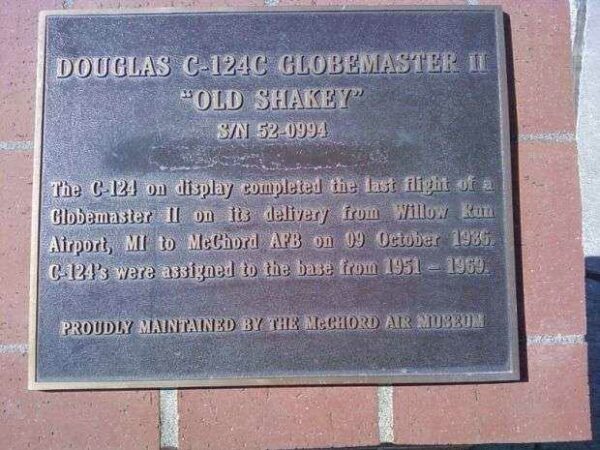 DOUGLAS C-124C GLOBEMASTER II
"OLD SHAKEY"
S/N 52-0994
The C-124 on display completed the last flight of a
Globemaster II on its delivery from Willow Run
Airport, MI to McChord AFB on 09 October 1986.
C-124's were assigned to the base from 1951 - 1969.
PROUDLY MAINTAINED BY THE McCHORD AIR MUSEUM